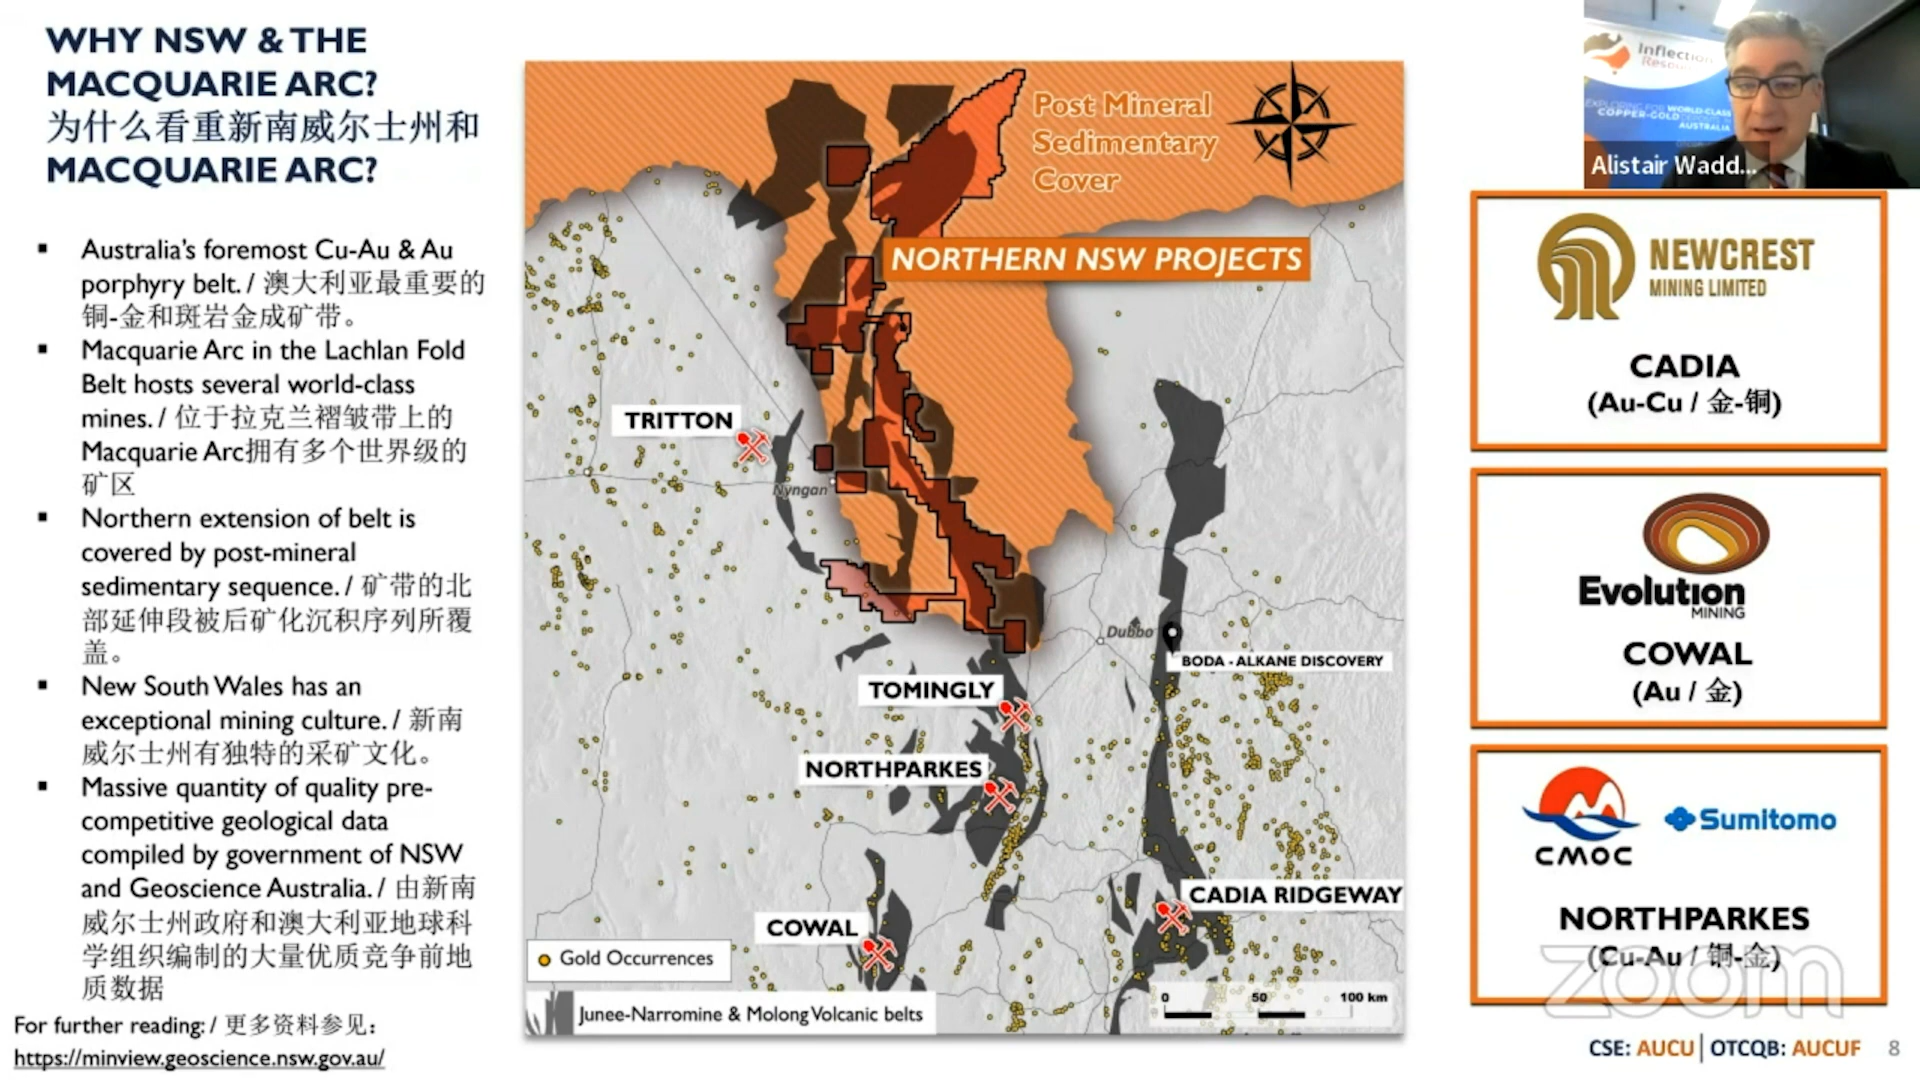 WHY NSW & THE
MACQUARIE ARC?
为什么看重新南威尔士州和
MACQUARIE ARC?
▪ Australia's foremost Cu-Au & Au
porphyry belt. / 澳大利亚最重要的
铜-金和斑岩金成矿带。
▪ Macquarie Arc in the Lachlan Fold
Belt hosts several world-class
mines. / 位于拉克兰褶皱带上的
Macquarie Arc拥有多个世界级的
矿区
▪ Northern extension of belt is
covered by post-mineral
sedimentary sequence. / 矿带的北
部延伸段被后矿化沉积序列所覆
盖。
▪ New South Wales has an
exceptional mining culture. / 新南
威尔士州有独特的采矿文化。
▪ Massive quantity of quality pre-
competitive geological data
compiled by government of NSW
and Geoscience Australia. / 由新南
威尔士州政府和澳大利亚地球科
学组织编制的大量优质竞争前地
质数据
For further reading: / 更多资料参见：
https://minview.geoscience.nsw.gov.au/
Post Mineral
Sedimentary
Cover
NORTHERN NSW PROJECTS
TRITTON
Nyngan
Dubbo
BODA - ALKANE DISCOVERY
TOMINGLY
NORTHPARKES
CADIA RIDGEWAY
COWAL
Gold Occurrences
Junee-Narromine & Molong Volcanic belts
0 50 100 km
Inflection
Resou
WORLD-CLASS
COPPER-GOLD
AUSTRALIA
Alistair Wadd...
NEWCREST
MINING LIMITED
CADIA
(Au-Cu / 金-铜)
Evolution
MINING
COWAL
(Au / 金)
CMOC
Sumitomo
NORTHPARKES
(Cu-Au / 铜-金)
zoom
CSE: AUCU | OTCQB: AUCUF 8